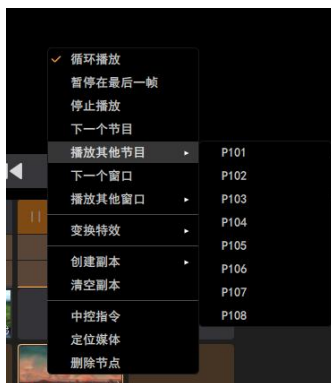 ✓ 循环播放
暂停在最后一帧
停止播放
下一个节目
播放其他节目
P101
下一个窗口
P102
播放其他窗口
P103
P104
变换特效
P105
创建副本
P106
清空副本
P107
中控指令
P108
定位媒体
删除节点